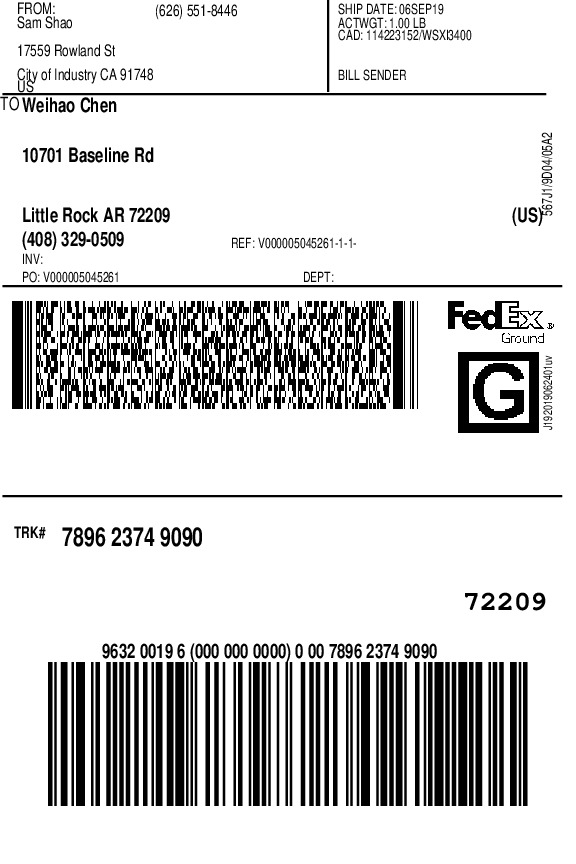 FROM: (626) 551-8446
Sam Shao
17559 Rowland St
City of Industry CA 91748
US
SHIP DATE: 06SEP19
ACTWGT: 1.00 LB
CAD: 114223152/WSXI3400
BILL SENDER
TO Weihao Chen
10701 Baseline Rd
Little Rock AR 72209 (US)
(408) 329-0509 REF: V000005045261-1-1-
INV:
PO: V000005045261 DEPT:
567J1/9D04/05A2
FedEx®
Ground
G
J192019062401uv
TRK# 7896 2374 9090
72209
9632 0019 6 (000 000 0000) 0 00 7896 2374 9090